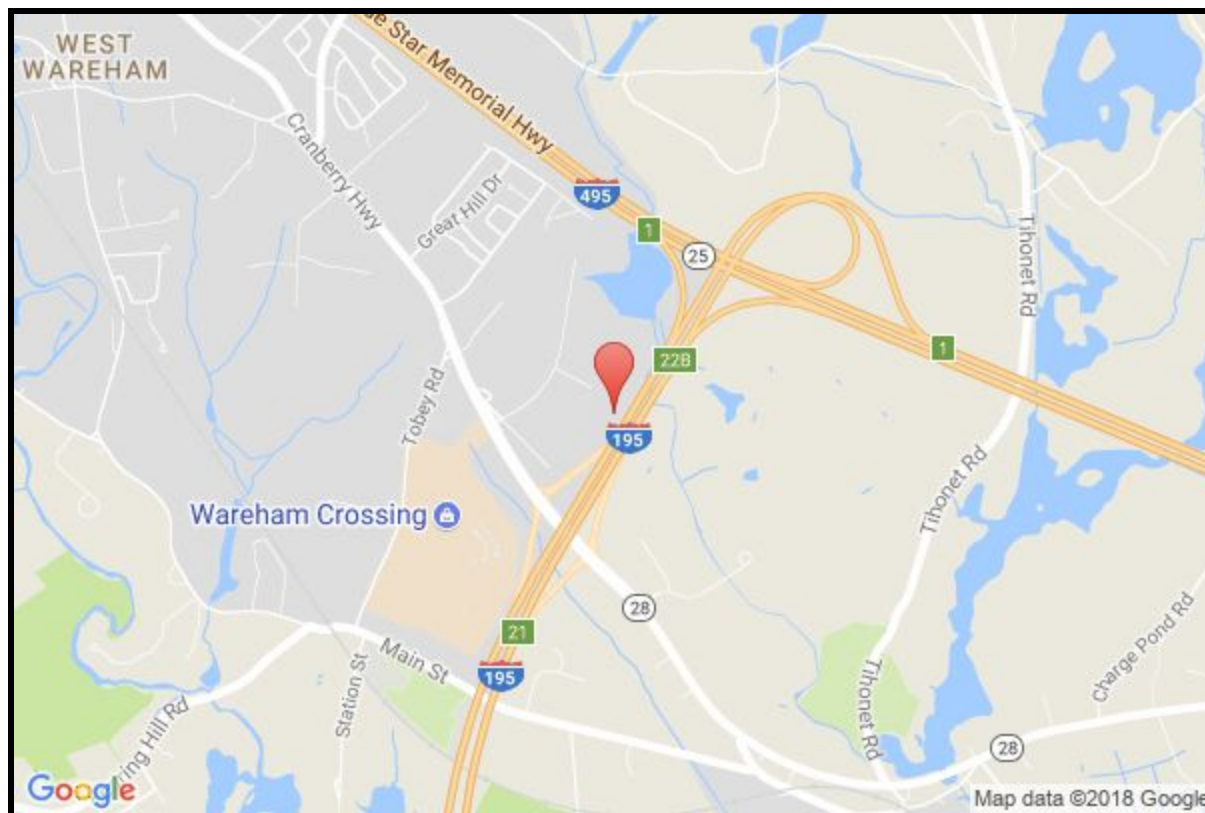 WEST
WAREHAM
e Star Memorial Hwy
Cranberry Hwy
Great Hill Dr
495
1
25
Tihonet Rd
22B
1
195
Tobey Rd
Wareham Crossing
Tihonet Rd
28
21
Main St
195
Station St
ring Hill Rd
Tihonet Rd
Charge Pond Rd
28
Google
Map data ©2018 Google